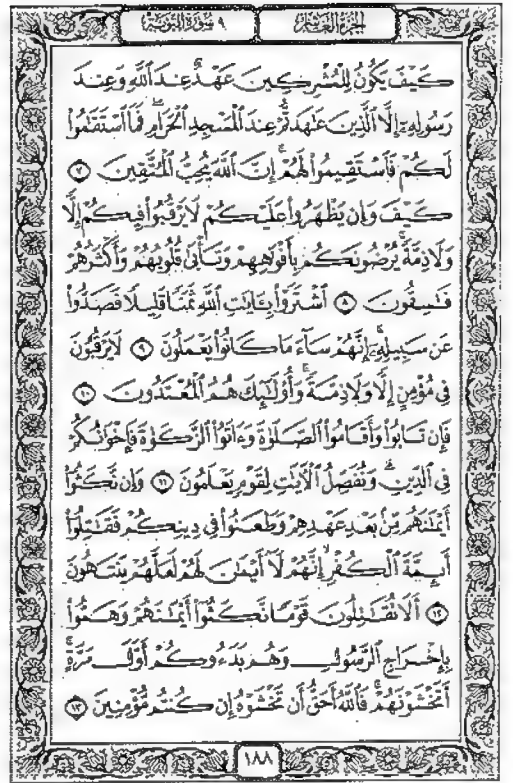 الجزء العاشر
٩ سورة التوبة
كَيْفَ يَكُونُ لِلْمُشْرِكِينَ عَهْدٌ عِندَ ٱللَّهِ وَعِندَ
رَسُولِهِۦٓ إِلَّا ٱلَّذِينَ عَٰهَدتُّمْ عِندَ ٱلْمَسْجِدِ ٱلْحَرَامِ ۖ فَمَا ٱسْتَقَٰمُوا۟
لَكُمْ فَٱسْتَقِيمُوا۟ لَهُمْ ۚ إِنَّ ٱللَّهَ يُحِبُّ ٱلْمُتَّقِينَ ۝٧
كَيْفَ وَإِن يَظْهَرُوا۟ عَلَيْكُمْ لَا يَرْقُبُوا۟ فِيكُمْ إِلًّا
وَلَا ذِمَّةً ۚ يُرْضُونَكُم بِأَفْوَٰهِهِمْ وَتَأْبَىٰ قُلُوبُهُمْ وَأَكْثَرُهُمْ
فَٰسِقُونَ ۝٨ ٱشْتَرَوْا۟ بِـَٔايَٰتِ ٱللَّهِ ثَمَنًا قَلِيلًا فَصَدُّوا۟
عَن سَبِيلِهِۦٓ ۚ إِنَّهُمْ سَآءَ مَا كَانُوا۟ يَعْمَلُونَ ۝٩ لَا يَرْقُبُونَ
فِى مُؤْمِنٍ إِلًّا وَلَا ذِمَّةً ۚ وَأُو۟لَٰٓئِكَ هُمُ ٱلْمُعْتَدُونَ ۝١٠
فَإِن تَابُوا۟ وَأَقَامُوا۟ ٱلصَّلَوٰةَ وَءَاتَوُا۟ ٱلزَّكَوٰةَ فَإِخْوَٰنُكُمْ
فِى ٱلدِّينِ ۗ وَنُفَصِّلُ ٱلْءَايَٰتِ لِقَوْمٍ يَعْلَمُونَ ۝١١ وَإِن نَّكَثُوٓا۟
أَيْمَٰنَهُم مِّنۢ بَعْدِ عَهْدِهِمْ وَطَعَنُوا۟ فِى دِينِكُمْ فَقَٰتِلُوٓا۟
أَئِمَّةَ ٱلْكُفْرِ ۙ إِنَّهُمْ لَآ أَيْمَٰنَ لَهُمْ لَعَلَّهُمْ يَنتَهُونَ
۝١٢ أَلَا تُقَٰتِلُونَ قَوْمًا نَّكَثُوٓا۟ أَيْمَٰنَهُمْ وَهَمُّوا۟
بِإِخْرَاجِ ٱلرَّسُولِ وَهُم بَدَءُوكُمْ أَوَّلَ مَرَّةٍ ۚ
أَتَخْشَوْنَهُمْ ۚ فَٱللَّهُ أَحَقُّ أَن تَخْشَوْهُ إِن كُنتُم مُّؤْمِنِينَ ۝١٣
١٨٨